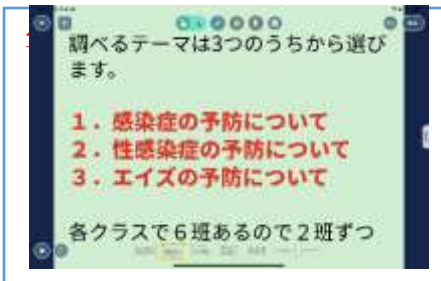 調べるテーマは3つのうちから選び
ます。
１．感染症の予防について
２．性感染症の予防について
３．エイズの予防について
各クラスで６班あるので２班ずつ